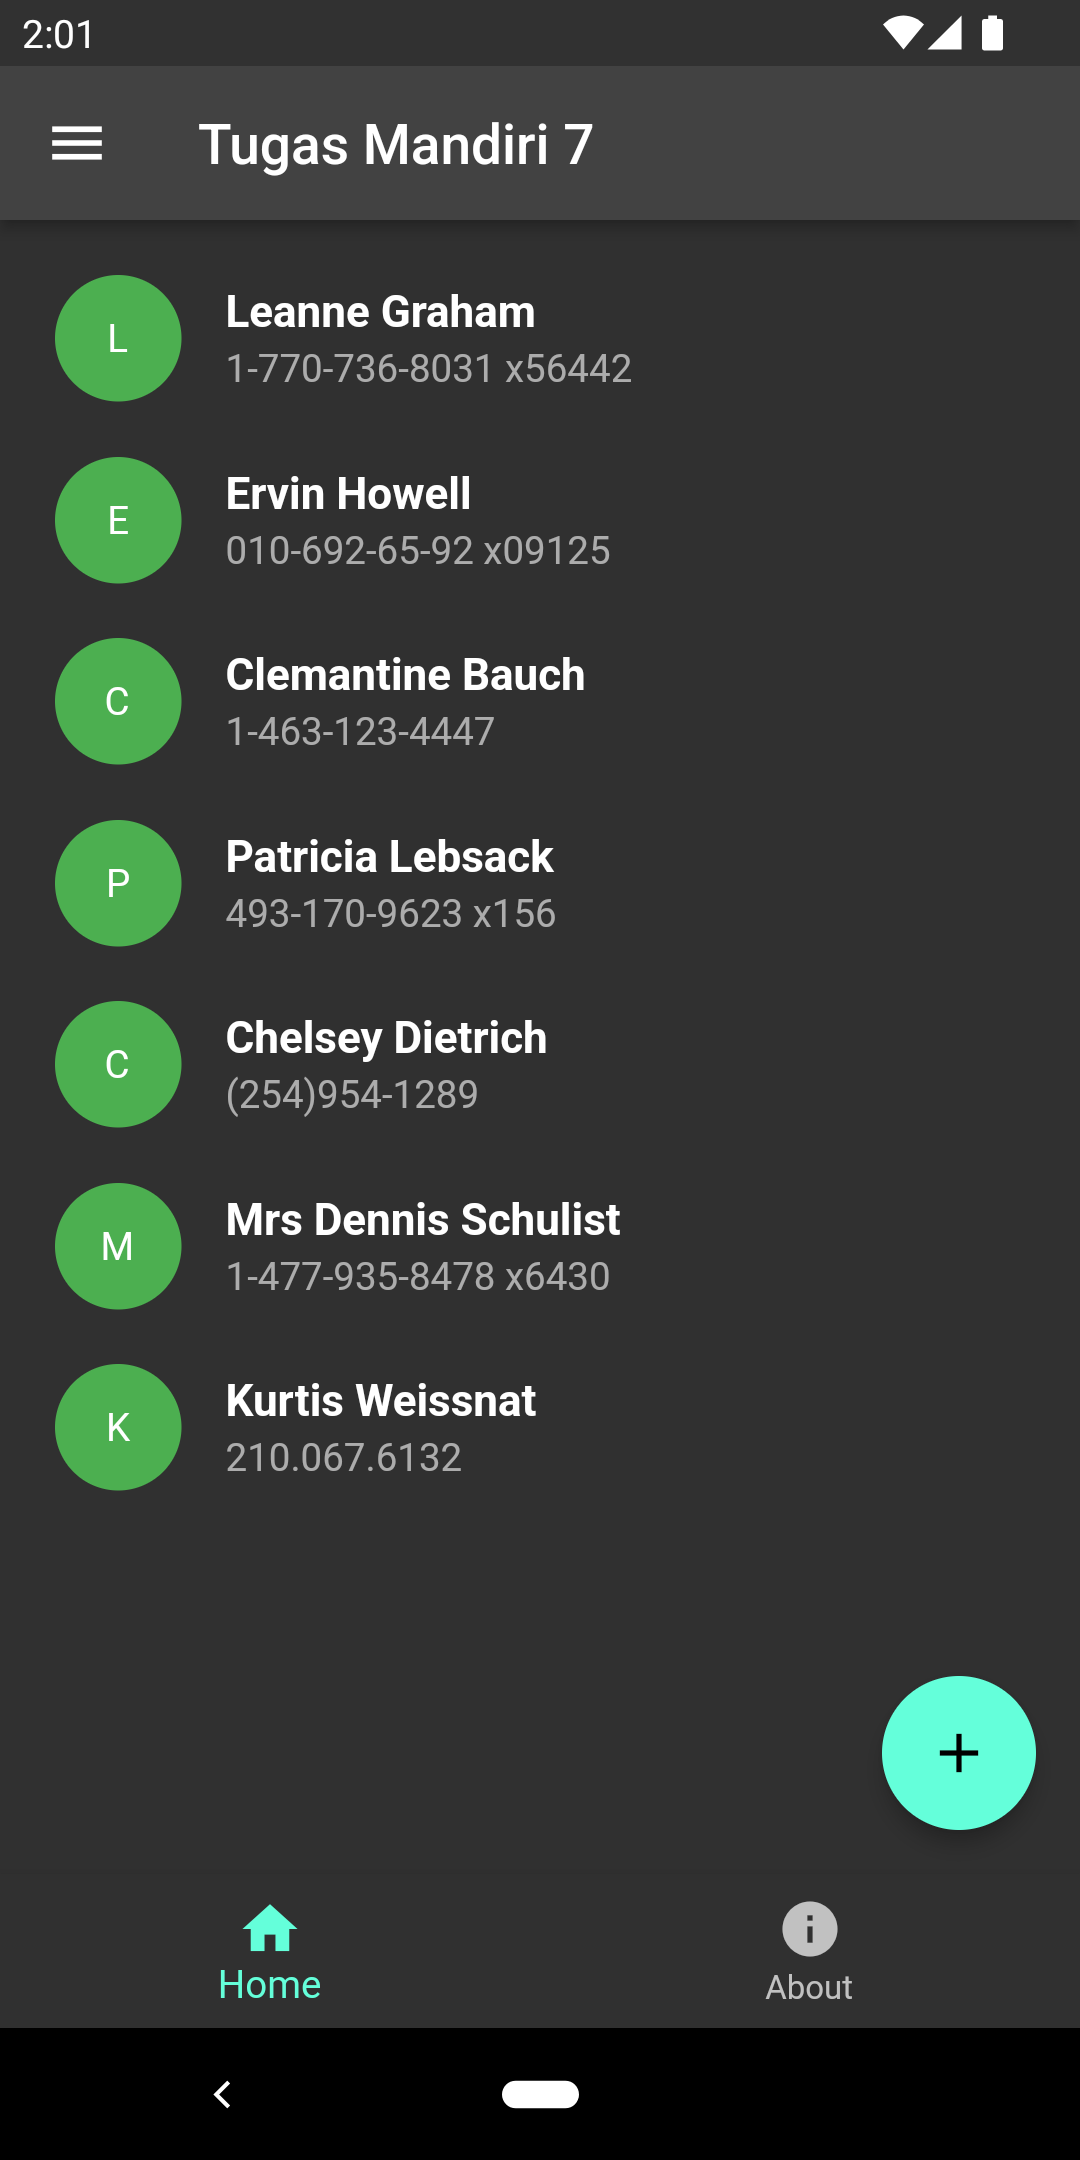 2:01
Tugas Mandiri 7
L
Leanne Graham
1-770-736-8031 x56442
E
Ervin Howell
010-692-65-92 x09125
C
Clemantine Bauch
1-463-123-4447
P
Patricia Lebsack
493-170-9623 x156
C
Chelsey Dietrich
(254)954-1289
M
Mrs Dennis Schulist
1-477-935-8478 x6430
K
Kurtis Weissnat
210.067.6132
Home
About